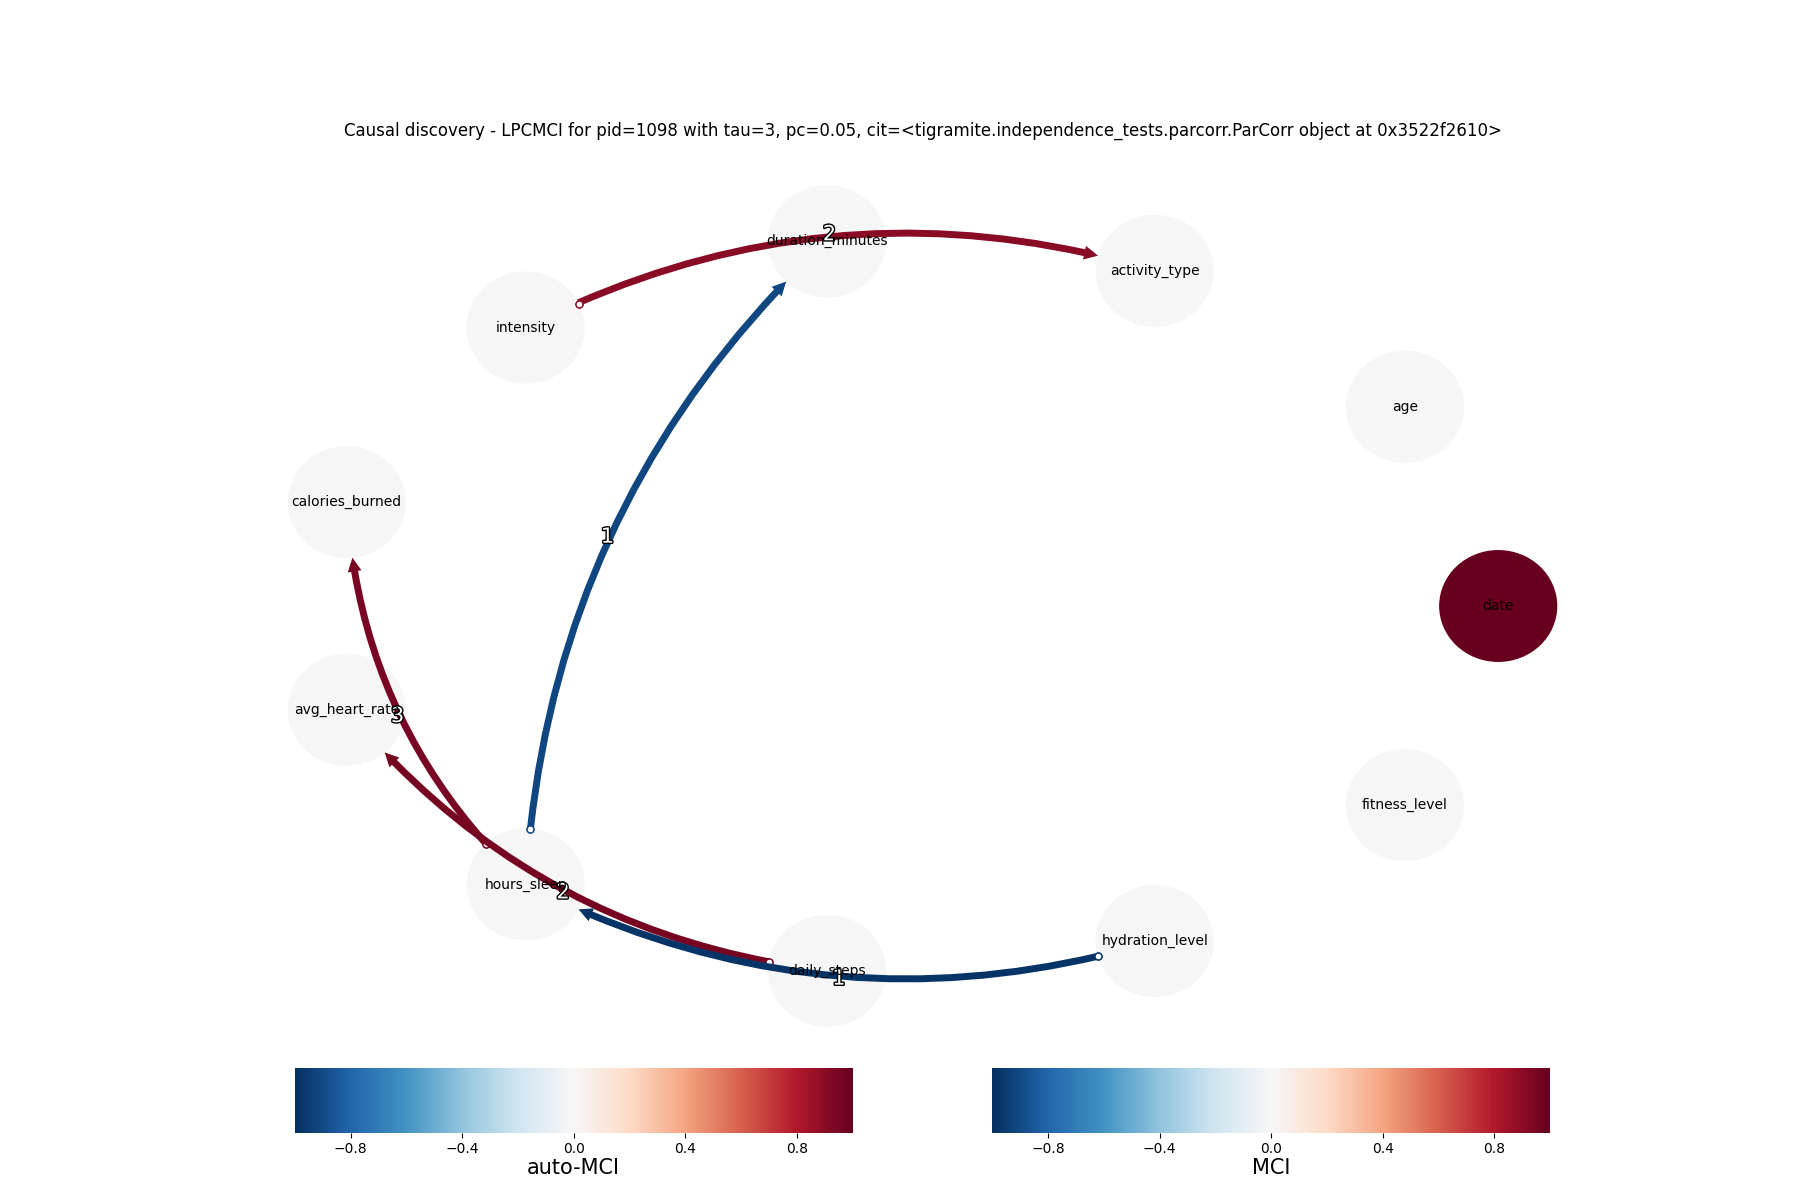 Causal discovery - LPCMCI for pid=1098 with tau=3, pc=0.05, cit=<tigramite.independence_tests.parcorr.ParCorr object at 0x3522f2610>
2
duration_minutes
activity_type
intensity
age
calories_burned
1
date
avg_heart_rate
3
fitness_level
hours_sleep
2
hydration_level
daily_steps
1
−0.8 −0.4 0.0 0.4 0.8
auto-MCI
−0.8 −0.4 0.0 0.4 0.8
MCI